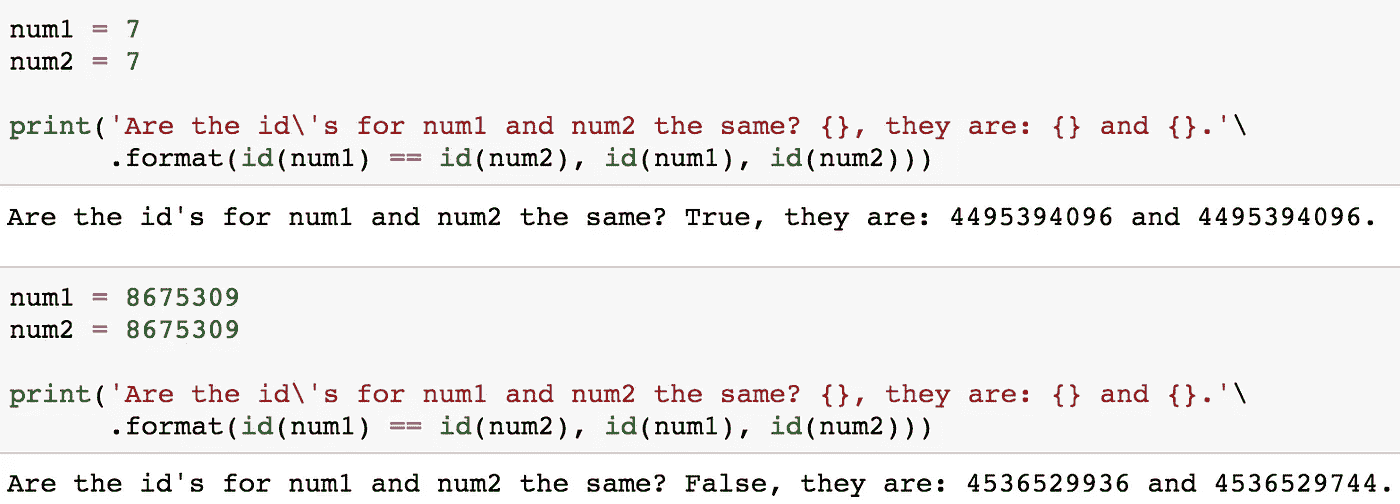 num1 = 7
num2 = 7
print('Are the id\'s for num1 and num2 the same? {}, they are: {} and {}.'\
.format(id(num1) == id(num2), id(num1), id(num2)))
Are the id's for num1 and num2 the same? True, they are: 4495394096 and 4495394096.
num1 = 8675309
num2 = 8675309
print('Are the id\'s for num1 and num2 the same? {}, they are: {} and {}.'\
.format(id(num1) == id(num2), id(num1), id(num2)))
Are the id's for num1 and num2 the same? False, they are: 4536529936 and 4536529744.